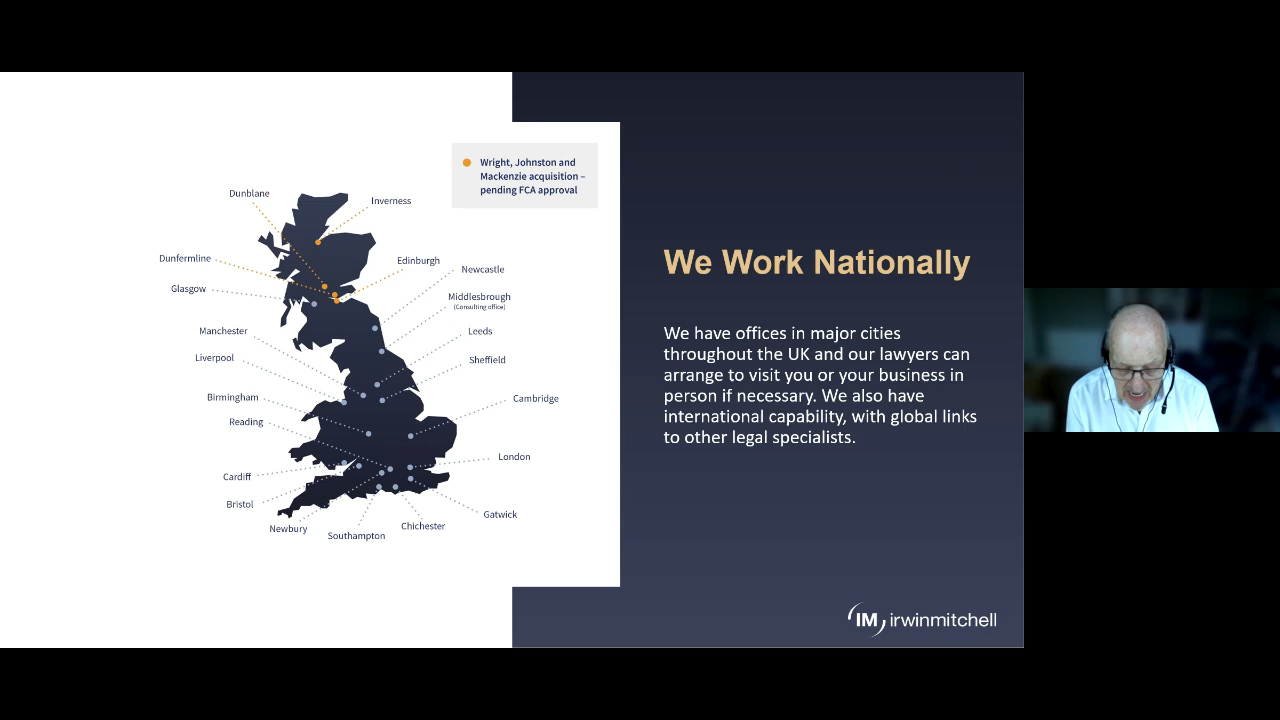 Wright, Johnston and
Mackenzie acquisition –
pending FCA approval
Dunblane
Inverness
Dunfermline
Edinburgh
Newcastle
Glasgow
Middlesbrough
(Consulting office)
Manchester
Leeds
Liverpool
Sheffield
Birmingham
Cambridge
Reading
London
Cardiff
Bristol
Gatwick
Newbury
Chichester
Southampton
We Work Nationally
We have offices in major cities
throughout the UK and our lawyers can
arrange to visit you or your business in
person if necessary. We also have
international capability, with global links
to other legal specialists.
IM irwinmitchell